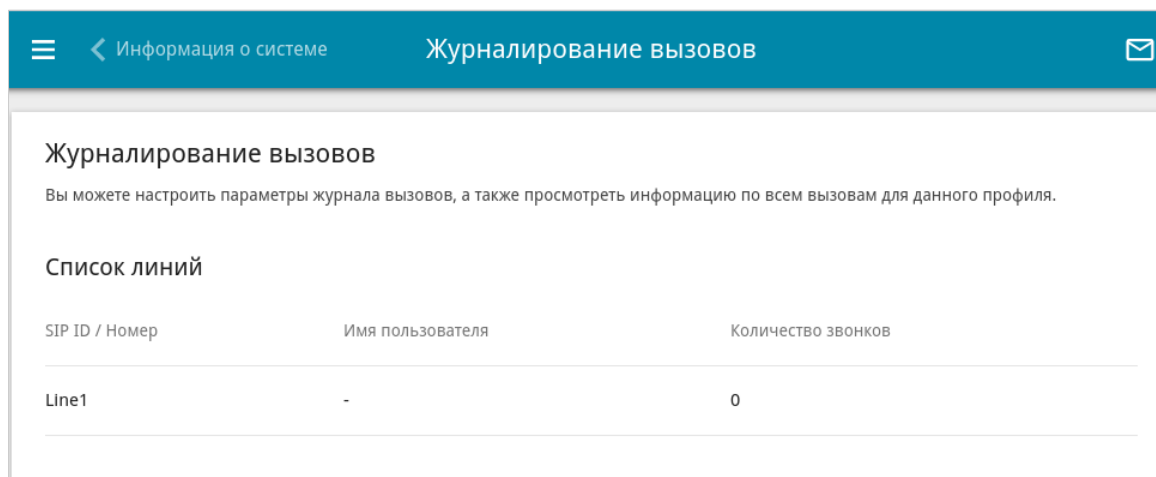 Информация о системе Журналирование вызовов
Журналирование вызовов
Вы можете настроить параметры журнала вызовов, а также просмотреть информацию по всем вызовам для данного профиля.
Список линий
SIP ID / Номер Имя пользователя Количество звонков
Line1 - 0